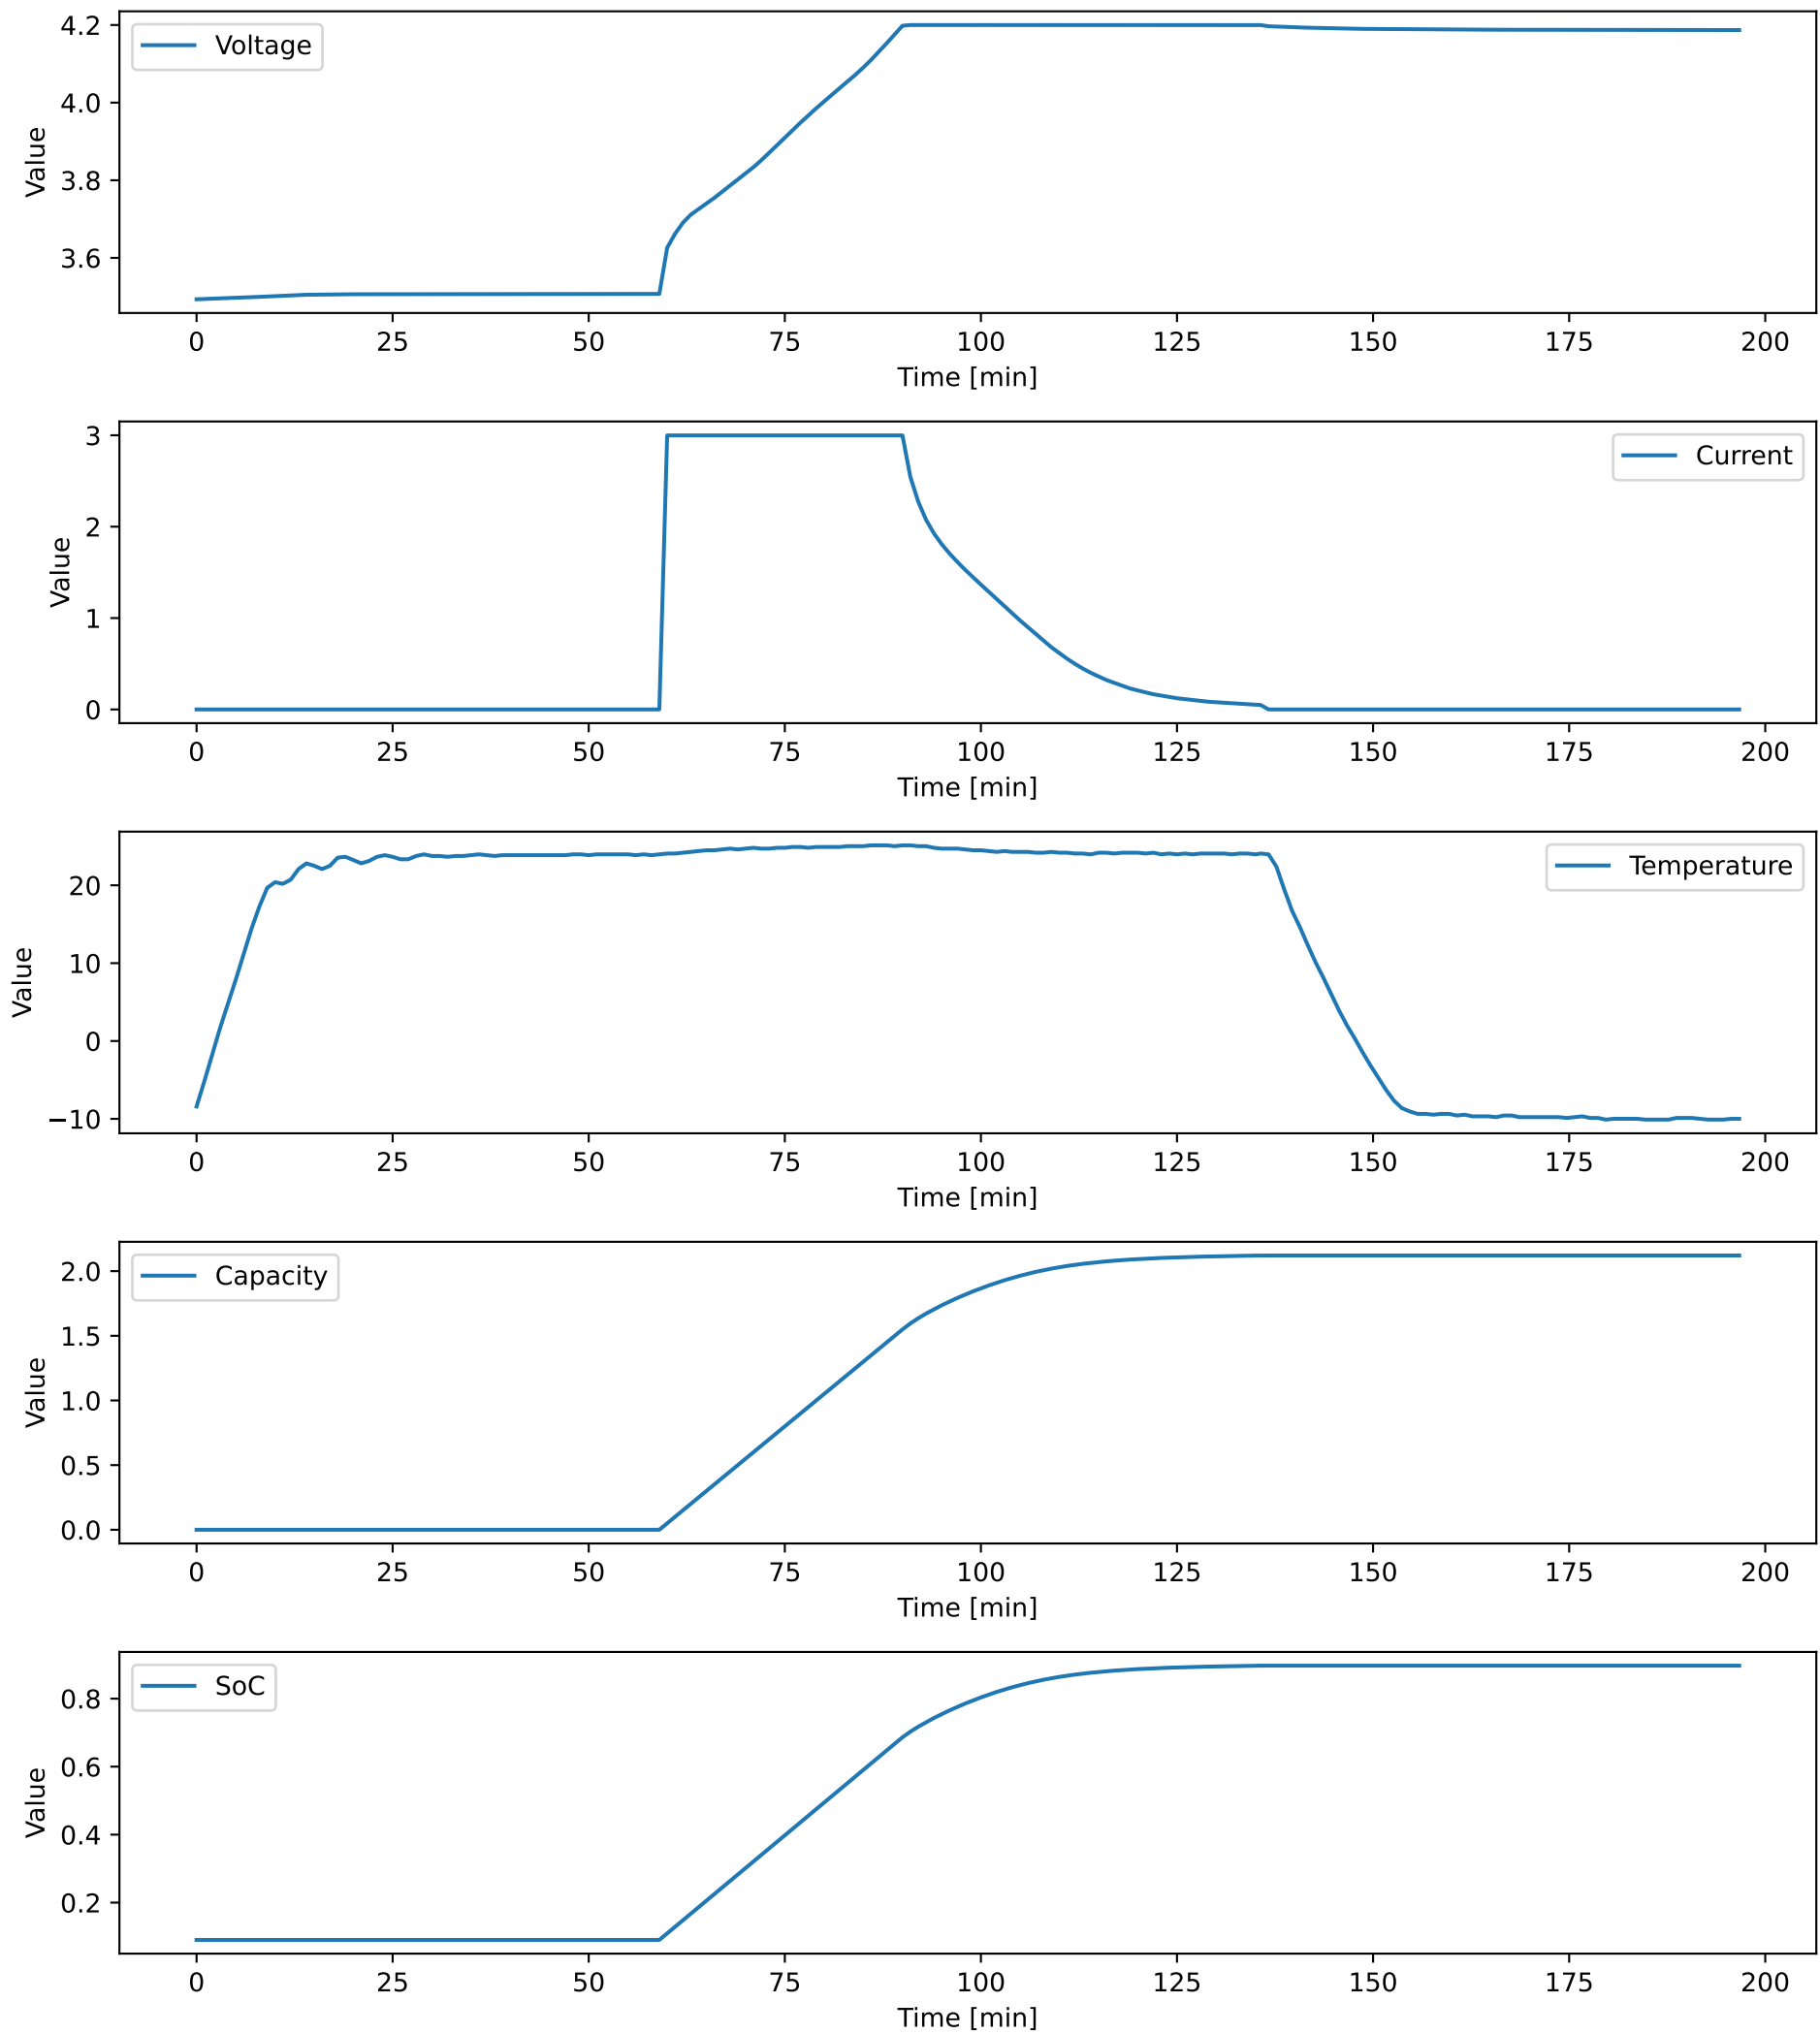 4.2
4.0
3.8
3.6
Value
Voltage
0 25 50 75 100 125 150 175 200
Time [min]
3
2
1
0
Value
Current
0 25 50 75 100 125 150 175 200
Time [min]
20
10
0
−10
Value
Temperature
0 25 50 75 100 125 150 175 200
Time [min]
2.0
1.5
1.0
0.5
0.0
Value
Capacity
0 25 50 75 100 125 150 175 200
Time [min]
0.8
0.6
0.4
0.2
Value
SoC
0 25 50 75 100 125 150 175 200
Time [min]